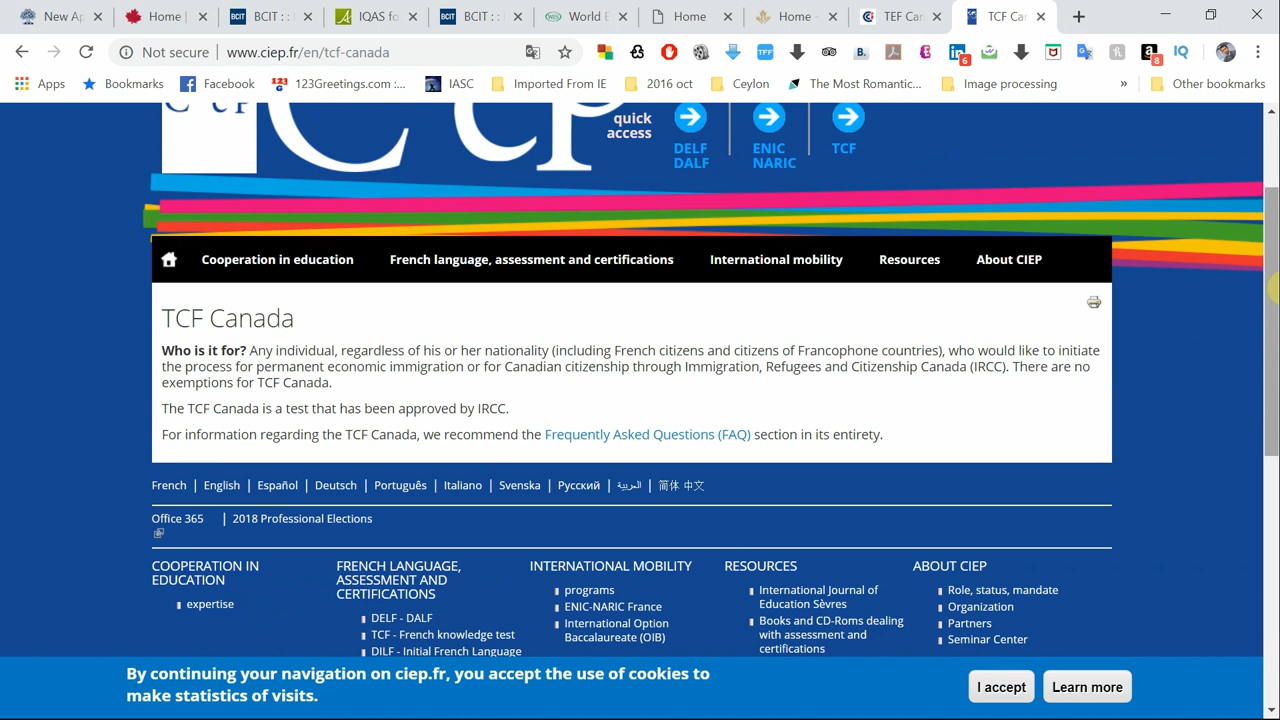 New Ap
Home |
BCIT ::
IQAS fo
BCIT ::
World E
Home
Home –
TEF Car
TCF Car
Not secure
www.ciep.fr/en/tcf-canada
Apps
Bookmarks
Facebook
123Greetings.com :...
IASC
Imported From IE
2016 oct
Ceylon
The Most Romantic...
Image processing
»
Other bookmarks
quick
access
DELF
DALF
ENIC
NARIC
TCF
Cooperation in education
French language, assessment and certifications
International mobility
Resources
About CIEP
TCF Canada
Who is it for? Any individual, regardless of his or her nationality (including French citizens and citizens of Francophone countries), who would like to initiate
the process for permanent economic immigration or for Canadian citizenship through Immigration, Refugees and Citizenship Canada (IRCC). There are no
exemptions for TCF Canada.
The TCF Canada is a test that has been approved by IRCC.
For information regarding the TCF Canada, we recommend the Frequently Asked Questions (FAQ) section in its entirety.
French | English | Español | Deutsch | Português | Italiano | Svenska | Русский | العربية | 简体 中文
Office 365 | 2018 Professional Elections
COOPERATION IN
EDUCATION
expertise
FRENCH LANGUAGE,
ASSESSMENT AND
CERTIFICATIONS
DELF - DALF
TCF - French knowledge test
DILF - Initial French Language
INTERNATIONAL MOBILITY
programs
ENIC-NARIC France
International Option
Baccalaureate (OIB)
RESOURCES
International Journal of
Education Sèvres
Books and CD-Roms dealing
with assessment and
certifications
ABOUT CIEP
Role, status, mandate
Organization
Partners
Seminar Center
By continuing your navigation on ciep.fr, you accept the use of cookies to
make statistics of visits.
I accept
Learn more